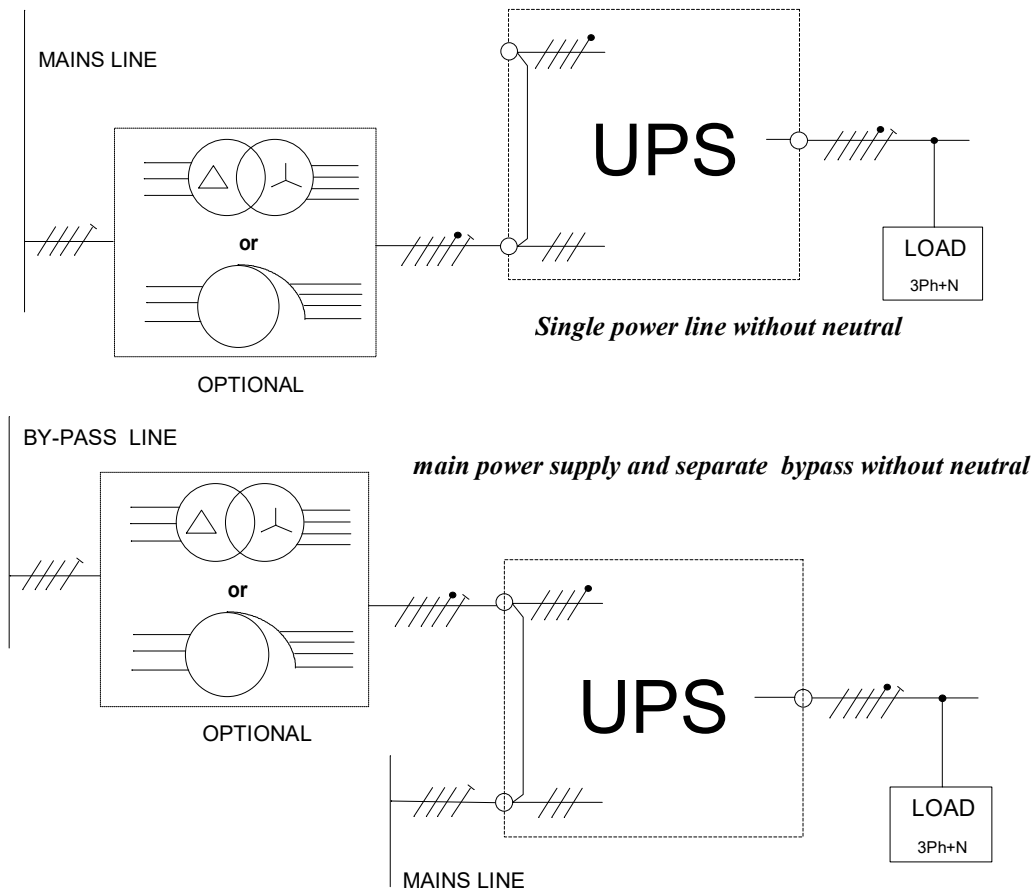 MAINS LINE
UPS
or
LOAD
3Ph+N
Single power line without neutral
OPTIONAL
BY-PASS LINE
main power supply and separate bypass without neutral
or
UPS
OPTIONAL
LOAD
3Ph+N
MAINS LINE